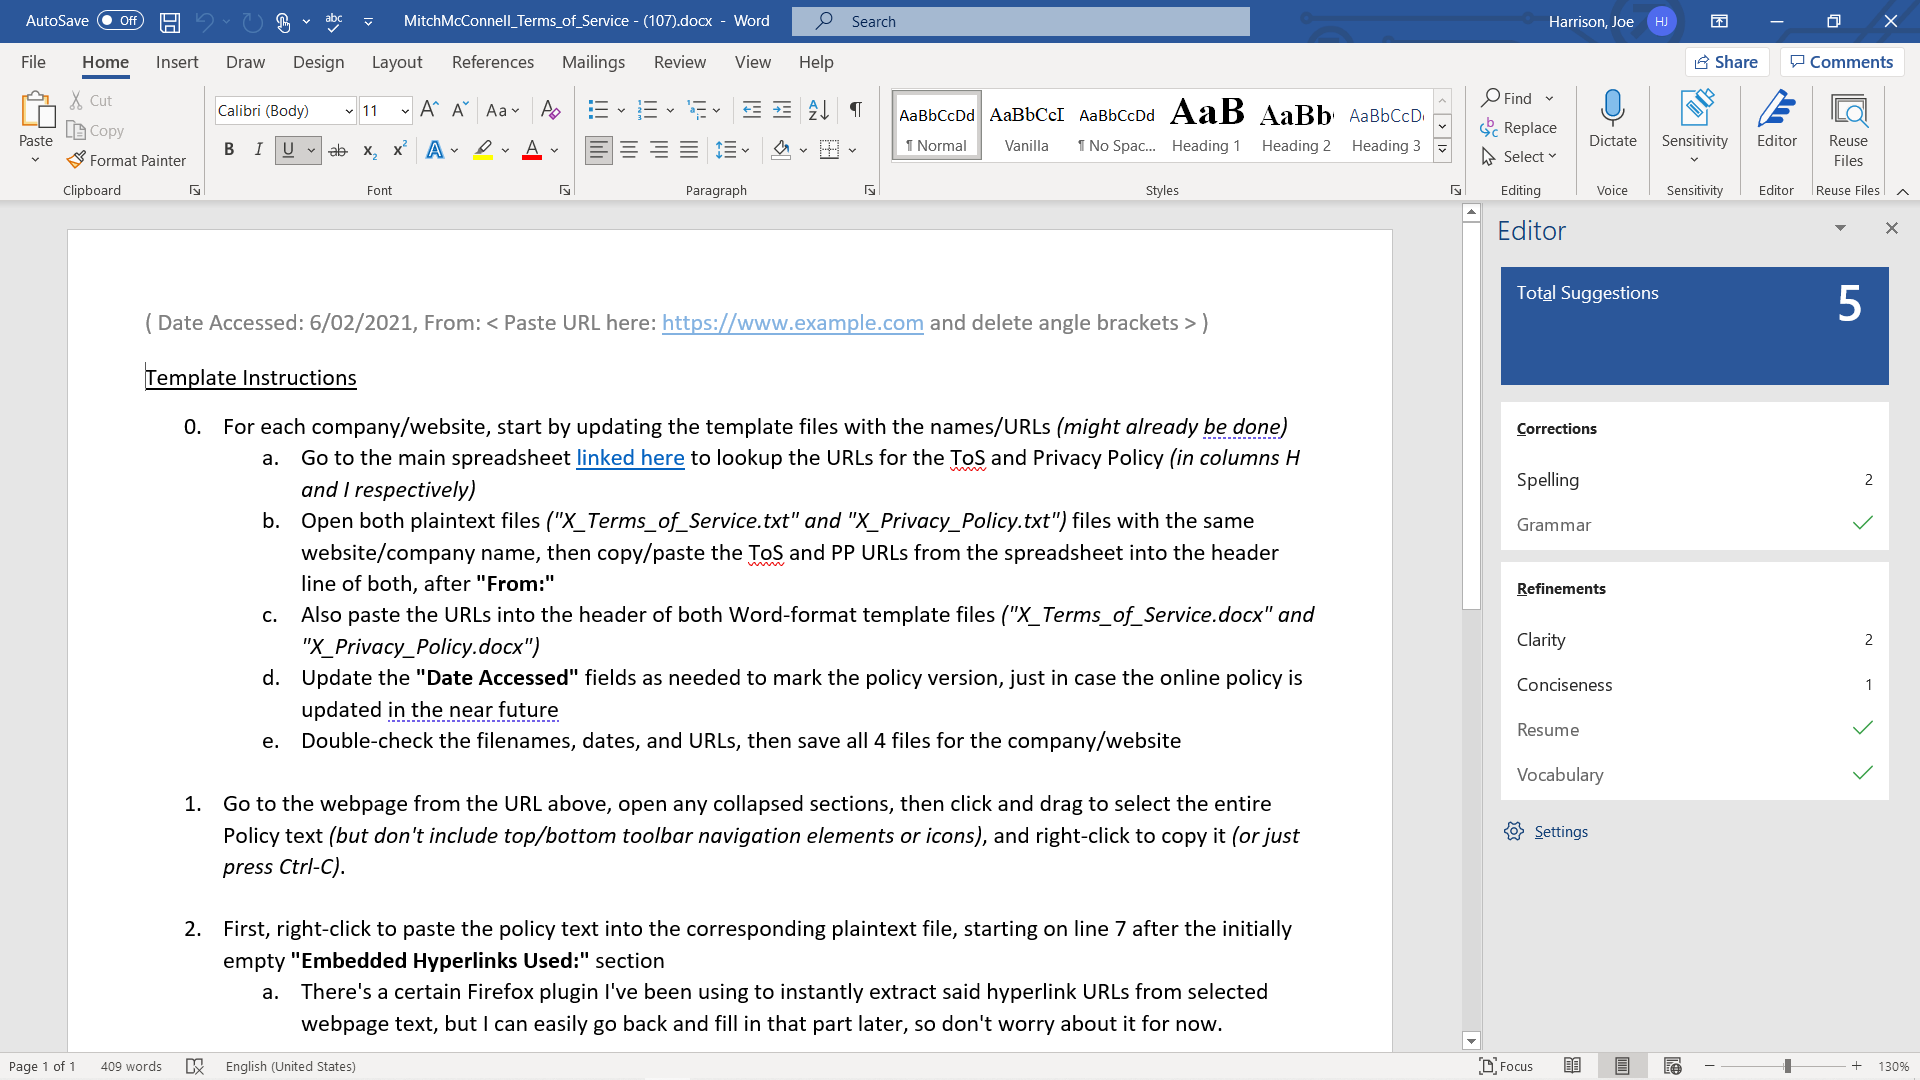 AutoSave Off abc MitchMcConnell_Terms_of_Service - (107).docx - Word Search Harrison, Joe HJ
File Home Insert Draw Design Layout References Mailings Review View Help Share Comments
Paste Cut
Copy
Format Painter
Clipboard
Calibri (Body) 11 Aa
B I U ab x₂ x² A A
Font
Paragraph
AaBbCcDd AaBbCcI AaBbCcDd AaB AaBb AaBbCcD
¶ Normal Vanilla ¶ No Spac... Heading 1 Heading 2 Heading 3
Styles
Find
Replace
Select
Editing
Dictate
Voice
Sensitivity
Sensitivity
Editor
Editor
Reuse
Files
Reuse Files
( Date Accessed: 6/02/2021, From: < Paste URL here: https://www.example.com and delete angle brackets > )
Template Instructions
0. For each company/website, start by updating the template files with the names/URLs (might already be done)
a. Go to the main spreadsheet linked here to lookup the URLs for the ToS and Privacy Policy (in columns H
and I respectively)
b. Open both plaintext files ("X_Terms_of_Service.txt" and "X_Privacy_Policy.txt") files with the same
website/company name, then copy/paste the ToS and PP URLs from the spreadsheet into the header
line of both, after "From:"
c. Also paste the URLs into the header of both Word-format template files ("X_Terms_of_Service.docx" and
"X_Privacy_Policy.docx")
d. Update the "Date Accessed" fields as needed to mark the policy version, just in case the online policy is
updated in the near future
e. Double-check the filenames, dates, and URLs, then save all 4 files for the company/website
1. Go to the webpage from the URL above, open any collapsed sections, then click and drag to select the entire
Policy text (but don't include top/bottom toolbar navigation elements or icons), and right-click to copy it (or just
press Ctrl-C).
2. First, right-click to paste the policy text into the corresponding plaintext file, starting on line 7 after the initially
empty "Embedded Hyperlinks Used:" section
a. There's a certain Firefox plugin I've been using to instantly extract said hyperlink URLs from selected
webpage text, but I can easily go back and fill in that part later, so don't worry about it for now.
Editor
Total Suggestions 5
Corrections
Spelling 2
Grammar
Refinements
Clarity 2
Conciseness 1
Resume
Vocabulary
Settings
Page 1 of 1 409 words English (United States) Focus 130%